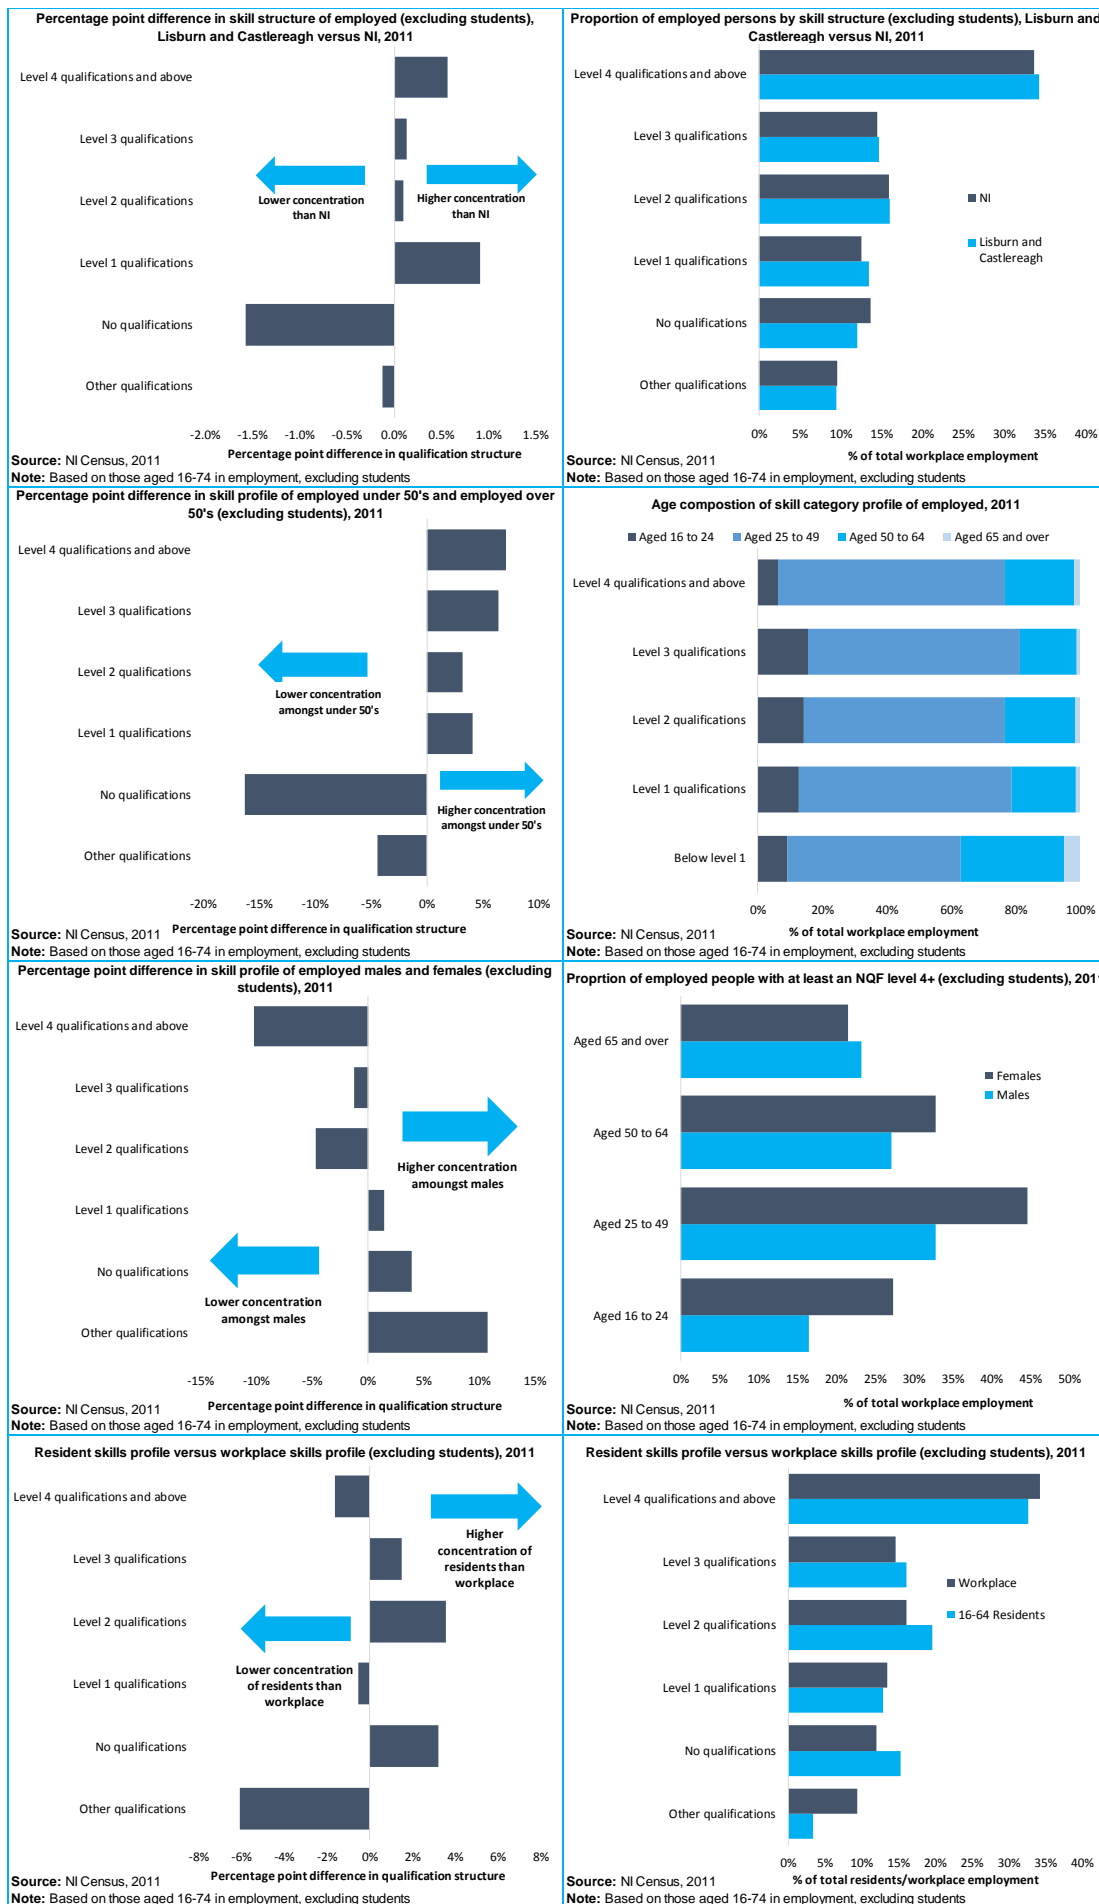 Percentage point difference in skill structure of employed (excluding students),
Lisburn and Castlereagh versus NI, 2011
Level 4 qualifications and above
Level 3 qualifications
Level 2 qualifications
Level 1 qualifications
No qualifications
Other qualifications
Lower concentration
than NI
Higher concentration
than NI
-2.0% -1.5% -1.0% -0.5% 0.0% 0.5% 1.0% 1.5%
Percentage point difference in qualification structure
Source: NI Census, 2011
Note: Based on those aged 16-74 in employment, excluding students
Proportion of employed persons by skill structure (excluding students), Lisburn and
Castlereagh versus NI, 2011
Level 4 qualifications and above
Level 3 qualifications
Level 2 qualifications
Level 1 qualifications
No qualifications
Other qualifications
NI
Lisburn and
Castlereagh
0% 5% 10% 15% 20% 25% 30% 35% 40%
% of total workplace employment
Source: NI Census, 2011
Note: Based on those aged 16-74 in employment, excluding students
Percentage point difference in skill profile of employed under 50's and employed over
50's (excluding students), 2011
Level 4 qualifications and above
Level 3 qualifications
Level 2 qualifications
Level 1 qualifications
No qualifications
Other qualifications
Lower concentration
amongst under 50's
Higher concentration
amongst under 50's
-20% -15% -10% -5% 0% 5% 10%
Percentage point difference in qualification structure
Source: NI Census, 2011
Note: Based on those aged 16-74 in employment, excluding students
Age compostion of skill category profile of employed, 2011
Aged 16 to 24 Aged 25 to 49 Aged 50 to 64 Aged 65 and over
Level 4 qualifications and above
Level 3 qualifications
Level 2 qualifications
Level 1 qualifications
Below level 1
0% 20% 40% 60% 80% 100%
% of total workplace employment
Source: NI Census, 2011
Note: Based on those aged 16-74 in employment, excluding students
Percentage point difference in skill profile of employed males and females (excluding
students), 2011
Level 4 qualifications and above
Level 3 qualifications
Level 2 qualifications
Level 1 qualifications
No qualifications
Other qualifications
Higher concentration
amoungst males
Lower concentration
amongst males
-15% -10% -5% 0% 5% 10% 15%
Percentage point difference in qualification structure
Source: NI Census, 2011
Note: Based on those aged 16-74 in employment, excluding students
Proprtion of employed people with at least an NQF level 4+ (excluding students), 2011
Aged 65 and over
Aged 50 to 64
Aged 25 to 49
Aged 16 to 24
Females
Males
0% 5% 10% 15% 20% 25% 30% 35% 40% 45% 50%
% of total workplace employment
Source: NI Census, 2011
Note: Based on those aged 16-74 in employment, excluding students
Resident skills profile versus workplace skills profile (excluding students), 2011
Level 4 qualifications and above
Level 3 qualifications
Level 2 qualifications
Level 1 qualifications
No qualifications
Other qualifications
Higher
concentration of
residents than
workplace
Lower concentration
of residents than
workplace
-8% -6% -4% -2% 0% 2% 4% 6% 8%
Percentage point difference in qualification structure
Source: NI Census, 2011
Note: Based on those aged 16-74 in employment, excluding students
Resident skills profile versus workplace skills profile (excluding students), 2011
Level 4 qualifications and above
Level 3 qualifications
Level 2 qualifications
Level 1 qualifications
No qualifications
Other qualifications
Workplace
16-64 Residents
0% 5% 10% 15% 20% 25% 30% 35% 40%
% of total residents/workplace employment
Source: NI Census, 2011
Note: Based on those aged 16-74 in employment, excluding students